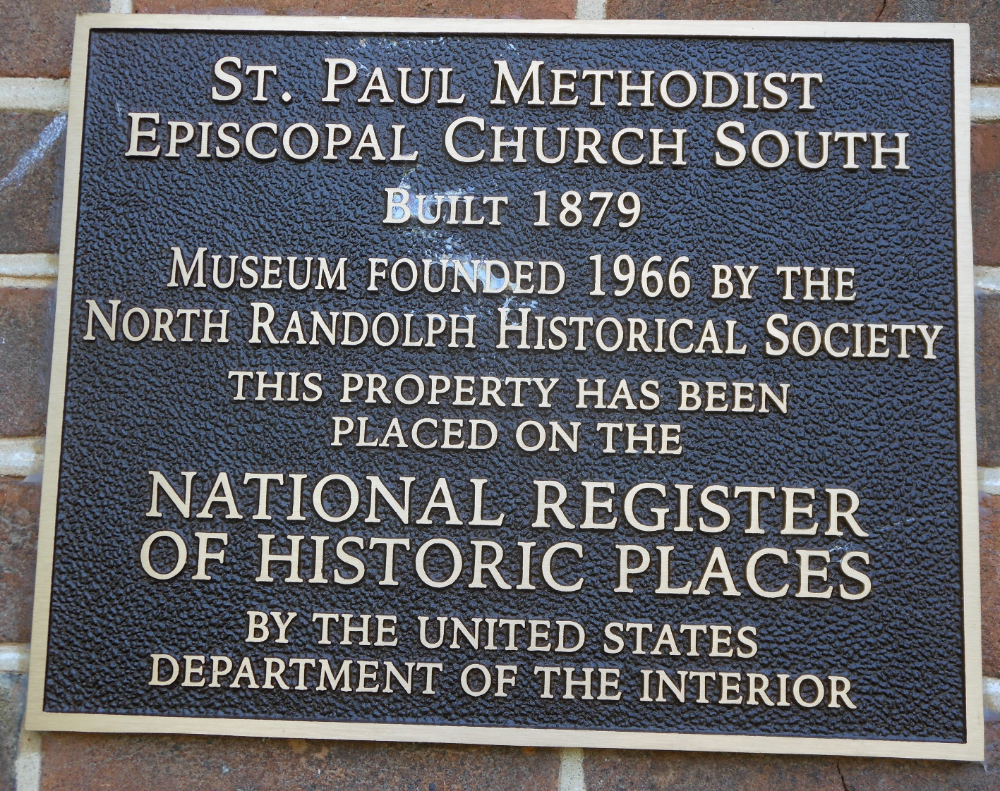 St. Paul Methodist
Episcopal Church South
Built 1879
Museum founded 1966 by the
North Randolph Historical Society
this property has been
placed on the
NATIONAL REGISTER
OF HISTORIC PLACES
by the united states
department of the interior